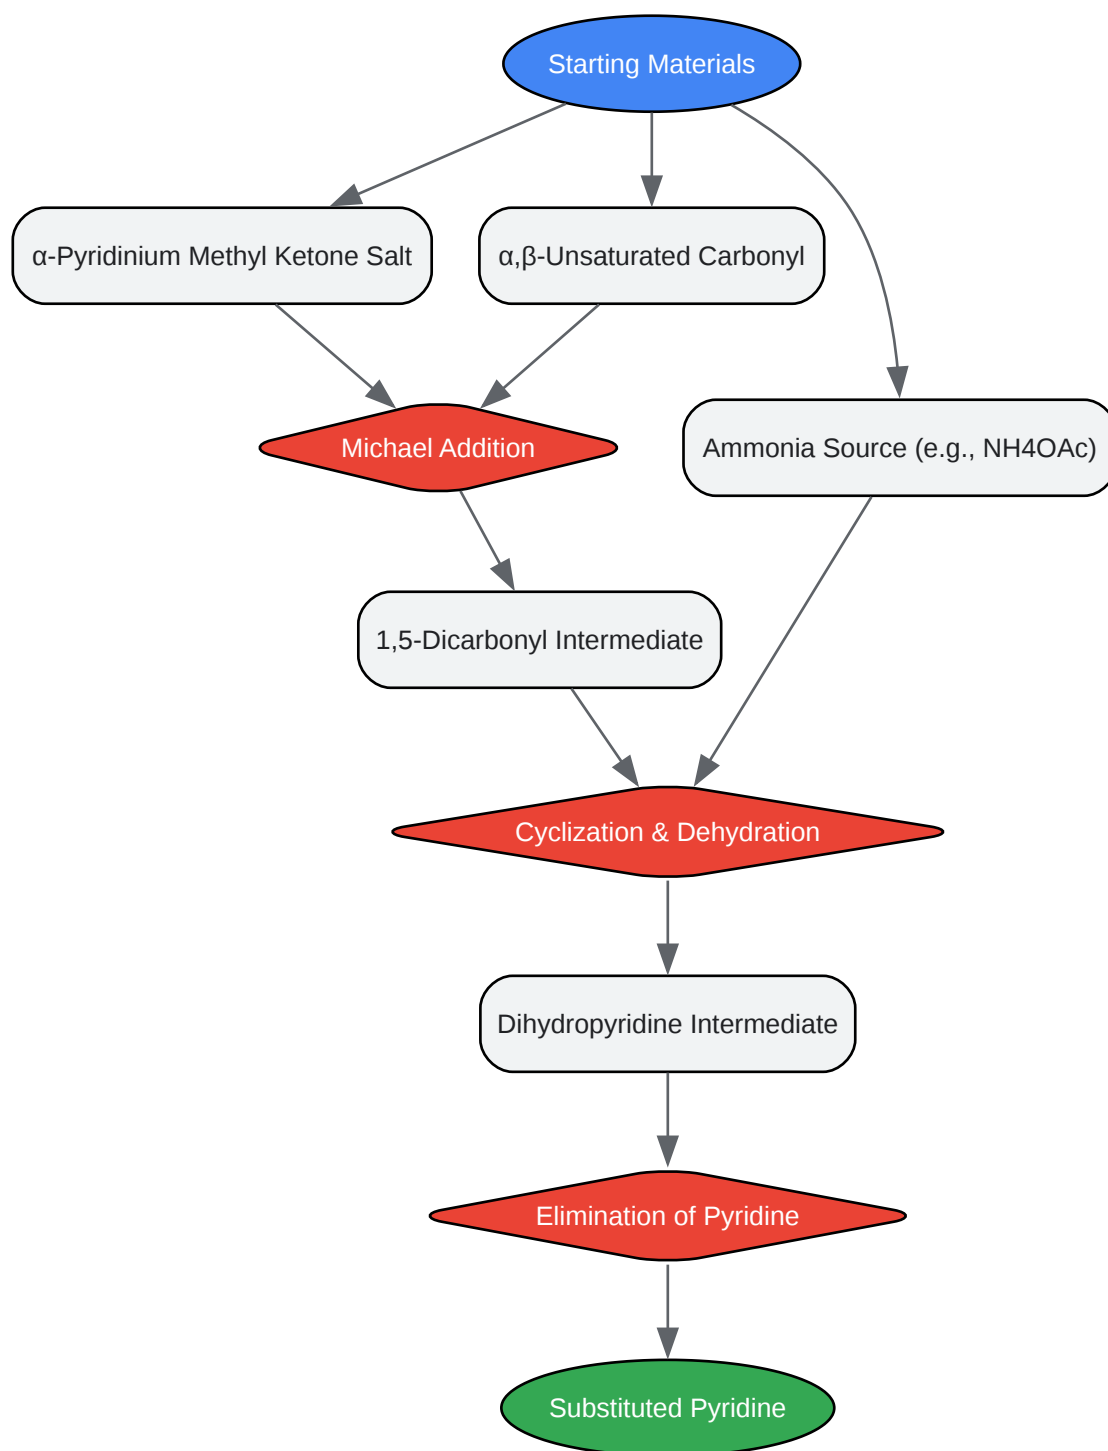 Starting Materials
α-Pyridinium Methyl Ketone Salt
α,β-Unsaturated Carbonyl
Michael Addition
Ammonia Source (e.g., NH4OAc)
1,5-Dicarbonyl Intermediate
Cyclization & Dehydration
Dihydropyridine Intermediate
Elimination of Pyridine
Substituted Pyridine